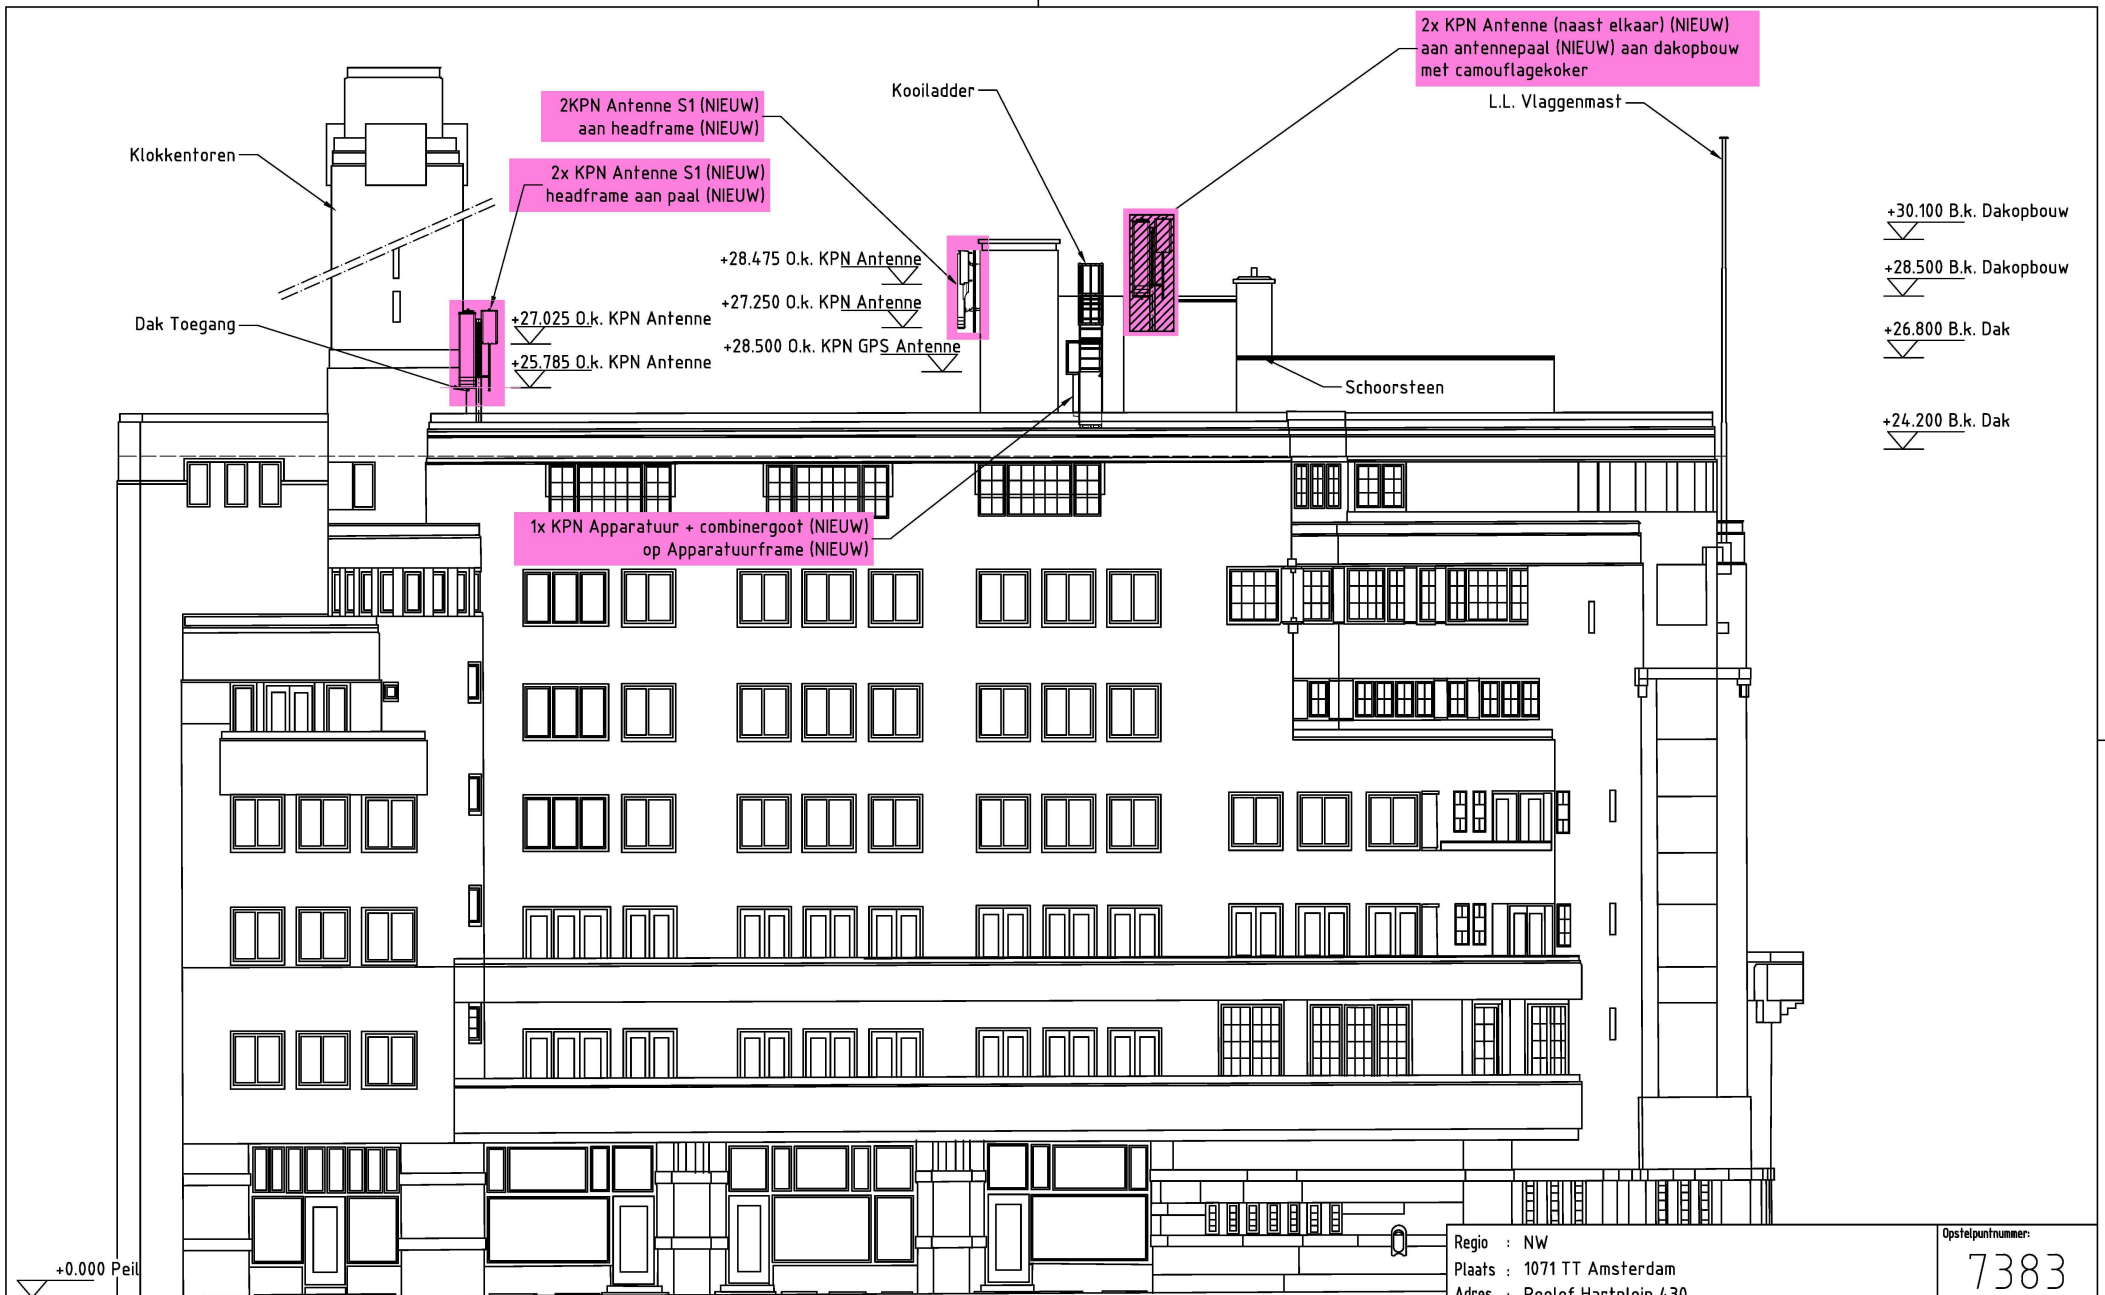 2x KPN Antenne (naast elkaar) (NIEUW)
aan antennepaal (NIEUW) aan dakopbouw
met camouflagekoker
Kooiladder
L.L. Vlaggenmast
2KPN Antenne S1 (NIEUW)
aan headframe (NIEUW)
Klokkentoren
2x KPN Antenne S1 (NIEUW)
headframe aan paal (NIEUW)
+30.100 B.k. Dakopbouw
+28.475 O.k. KPN Antenne
+28.500 B.k. Dakopbouw
+27.250 O.k. KPN Antenne
Dak Toegang
+27.025 O.k. KPN Antenne
+26.800 B.k. Dak
+28.500 O.k. KPN GPS Antenne
+25.785 O.k. KPN Antenne
Schoorsteen
+24.200 B.k. Dak
1x KPN Apparatuur + combinergoot (NIEUW)
op Apparatuurframe (NIEUW)
+0.000 Peil
Regio : NW
Plaats : 1071 TT Amsterdam
Adres : Roelof Hartplein 430
Opstelpuntnummer:
7383